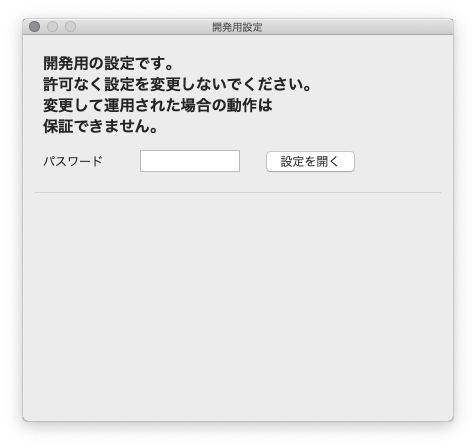 開発用設定
開発用の設定です。
許可なく設定を変更しないでください。
変更して運用された場合の動作は
保証できません。
パスワード
設定を開く